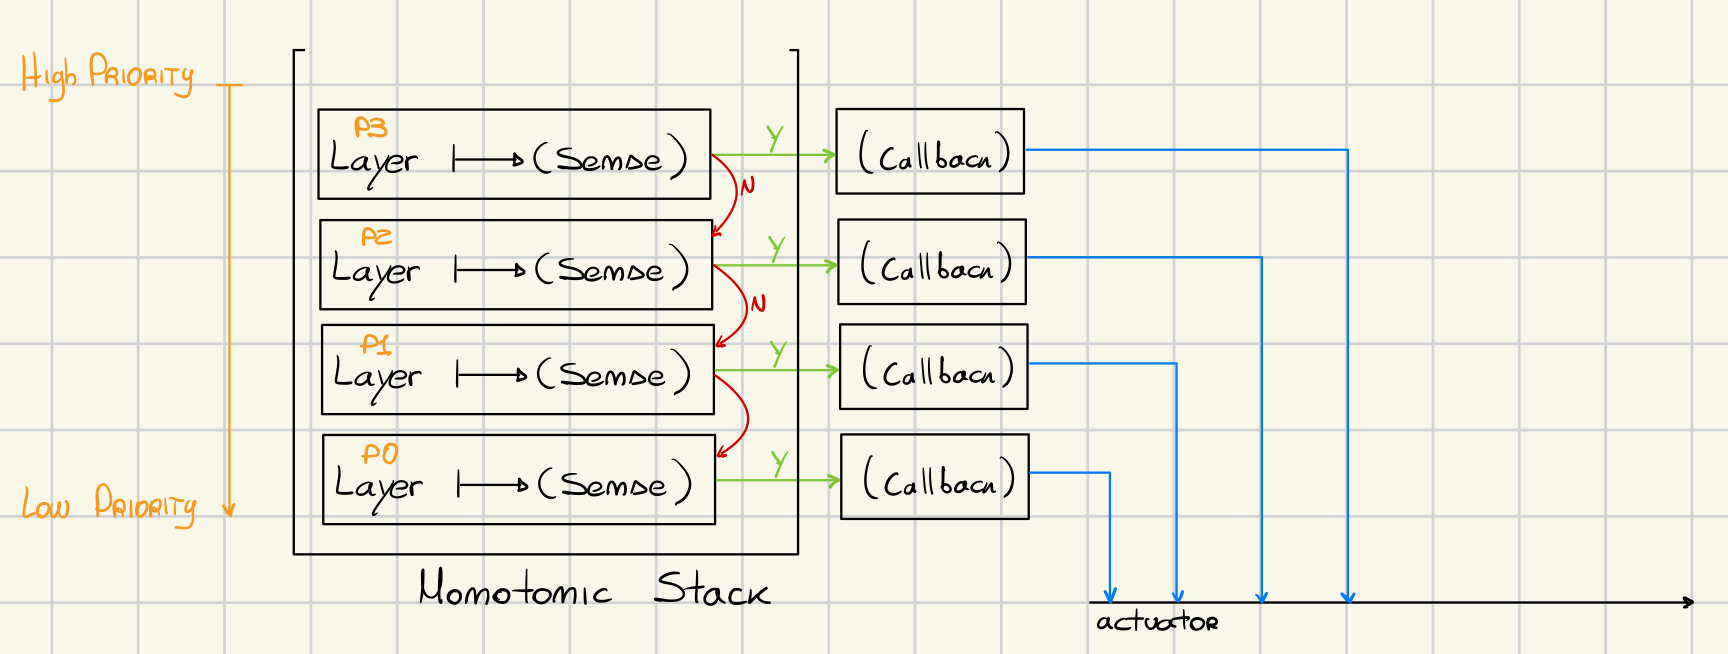 High Priority
P3
Layer (Sense)
Y
(Callback)
N
P2
Layer (Sense)
Y
(Callback)
N
P1
Layer (Sense)
Y
(Callback)
P0
Layer (Sense)
Y
(Callback)
Low Priority
Monotonic Stack
actuator